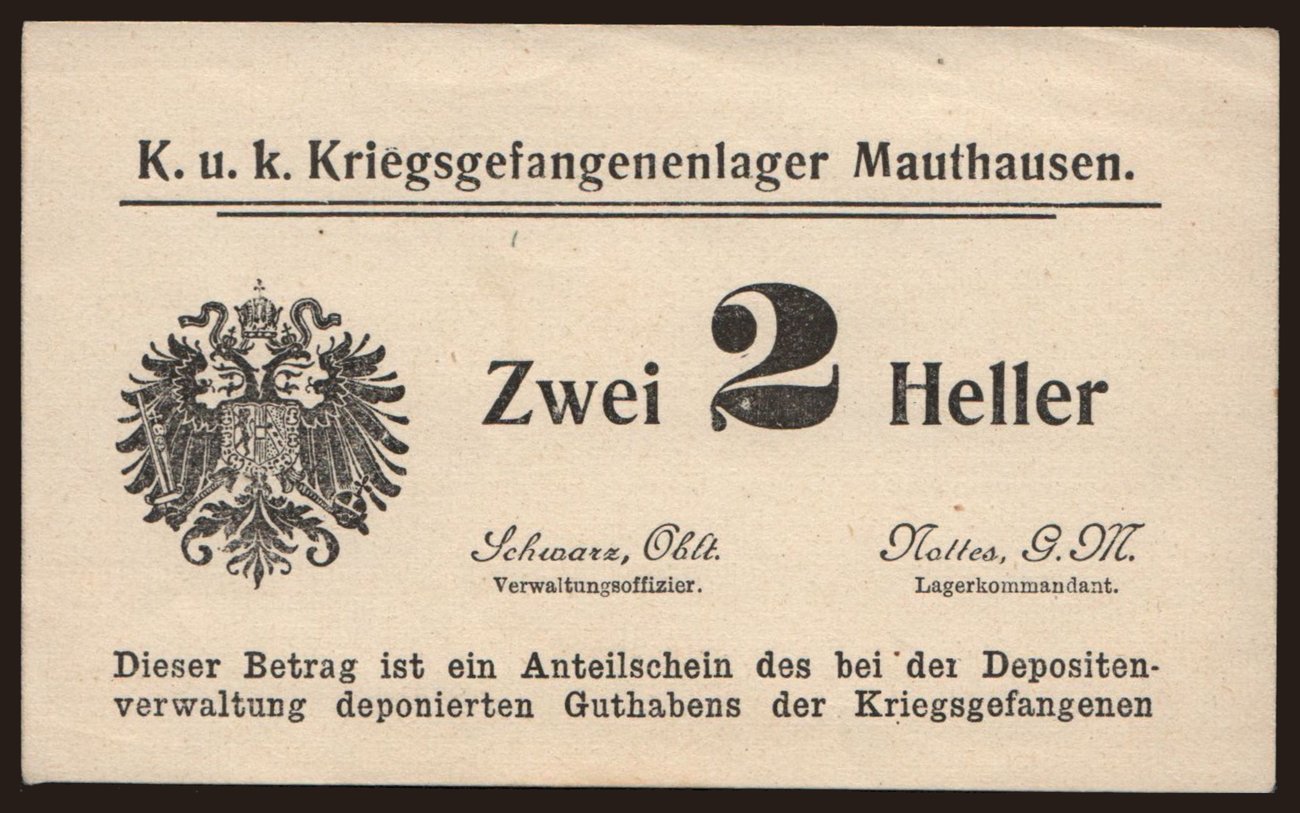 K. u. k. Kriegsgefangenenlager Mauthausen.
Zwei 2 Heller
Schwarz, Oblt. Nottes, G. M.
Verwaltungsoffizier. Lagerkommandant.
Dieser Betrag ist ein Anteilschein des bei der Depositen-
verwaltung deponierten Guthabens der Kriegsgefangenen